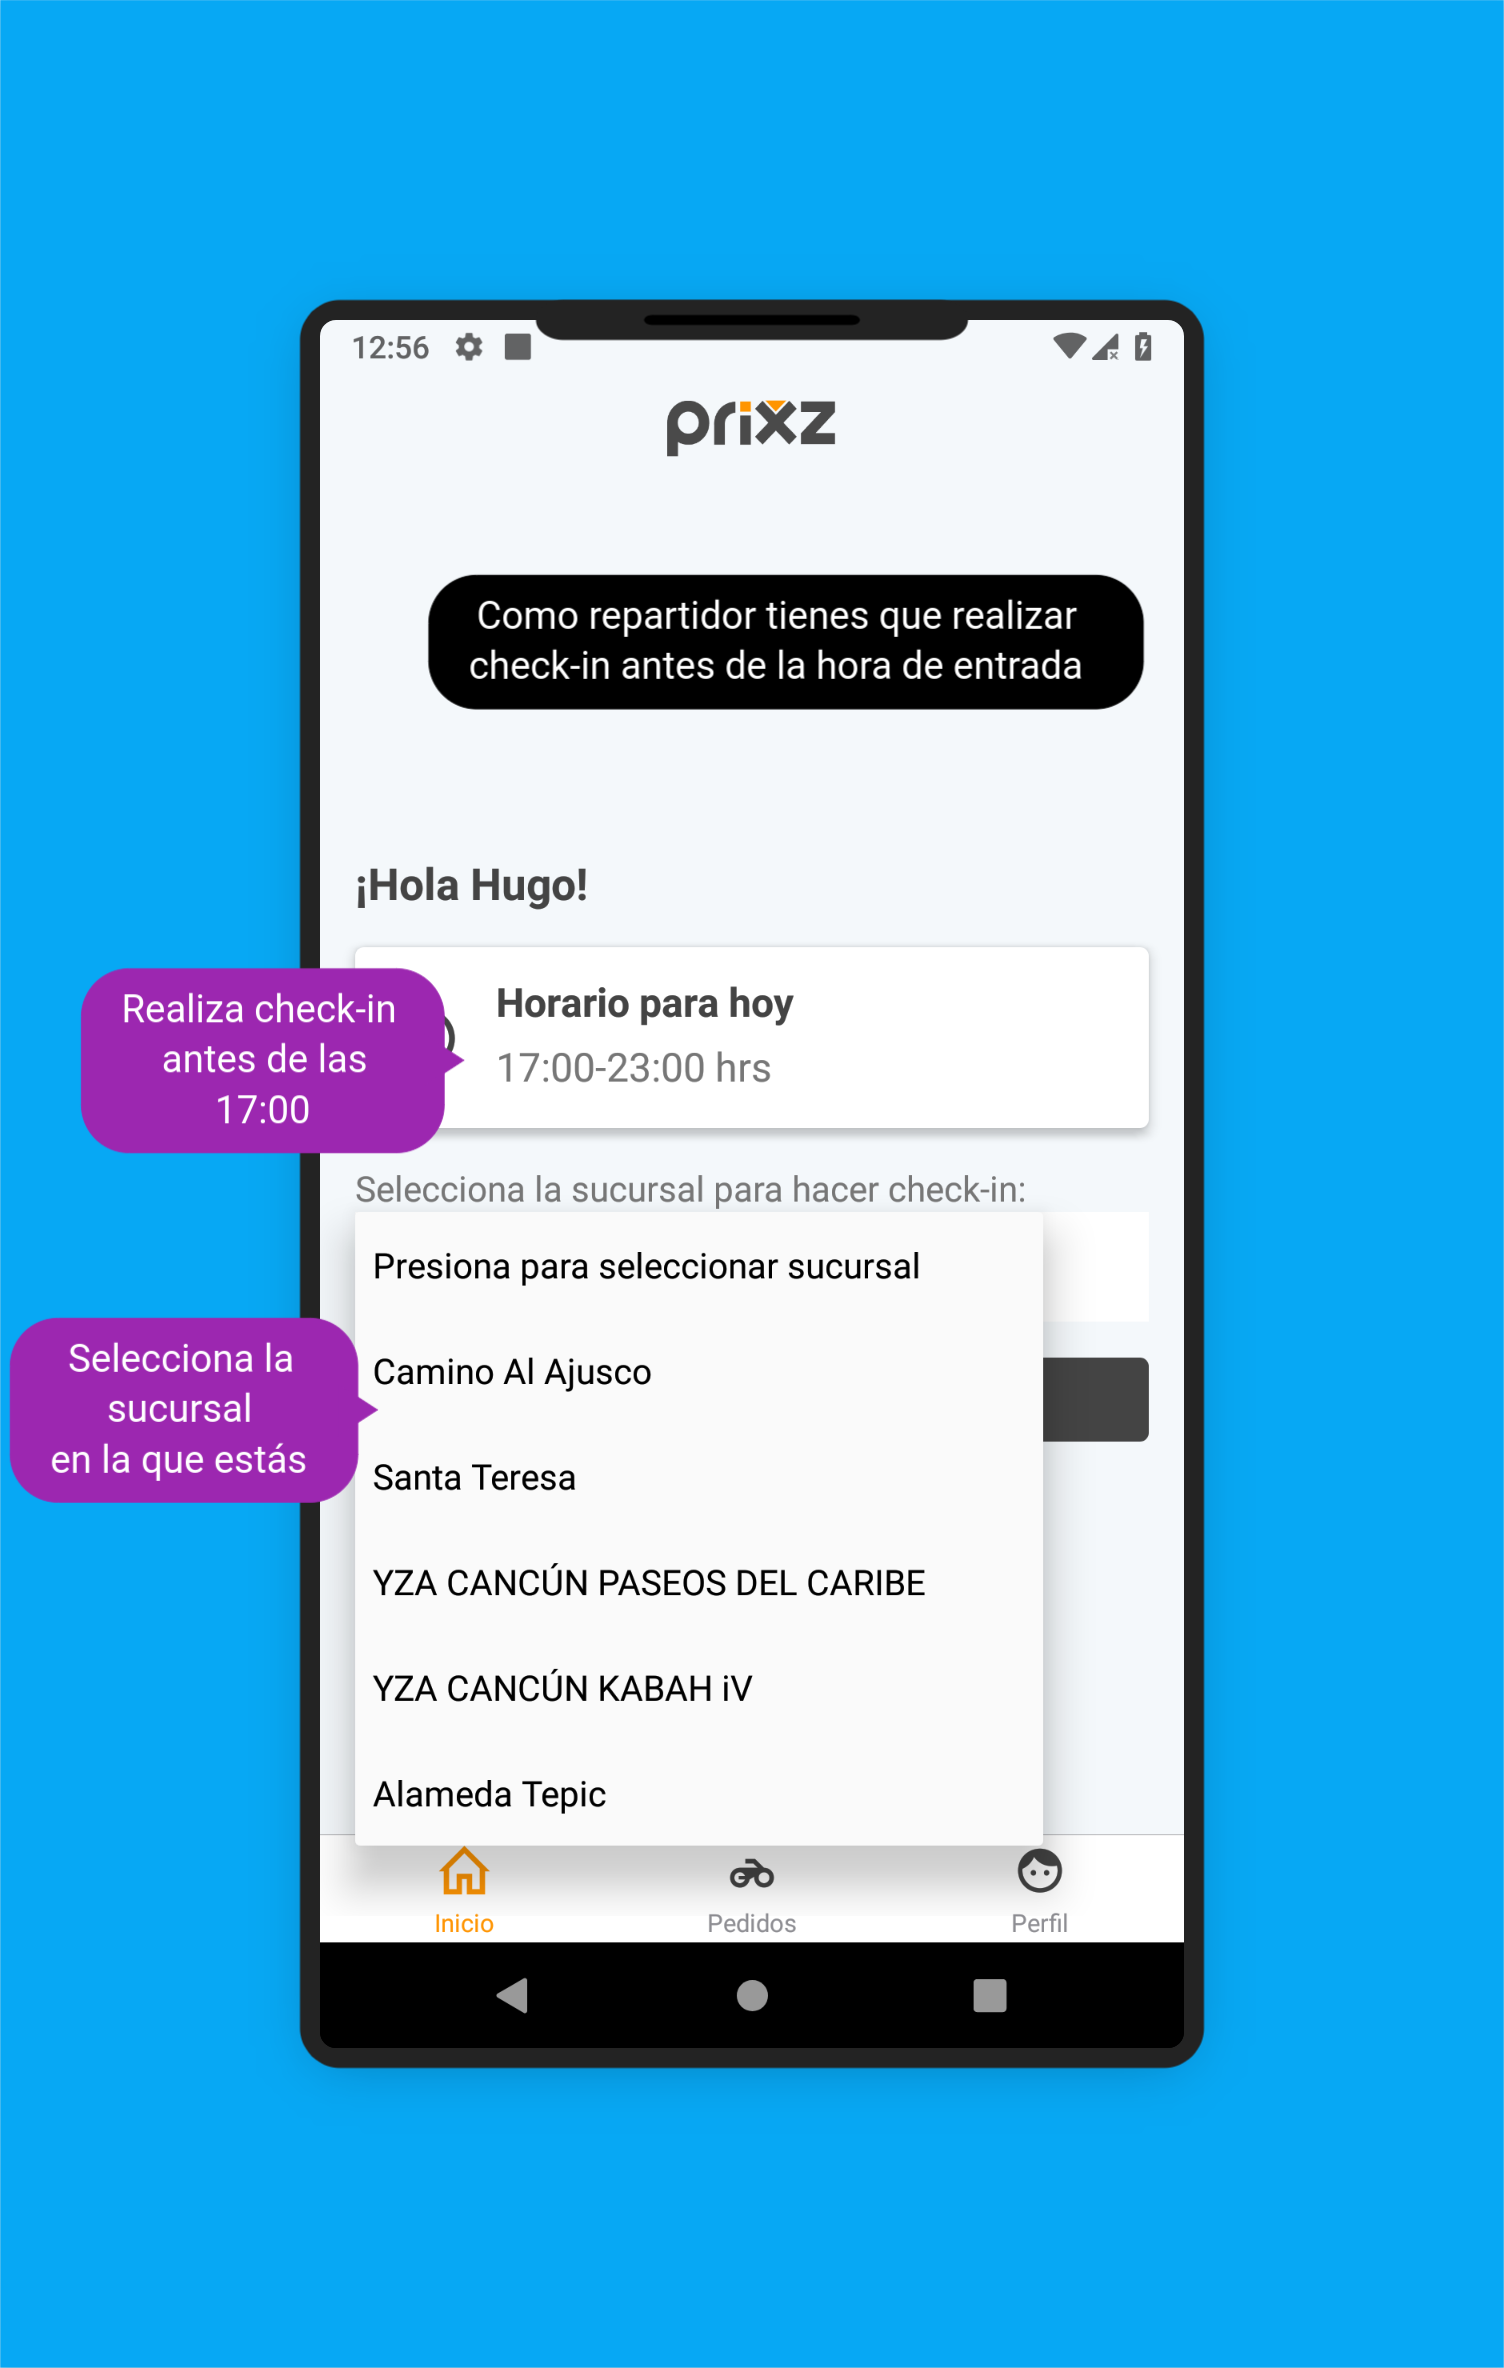 12:56
prixz
Como repartidor tienes que realizar
check-in antes de la hora de entrada
¡Hola Hugo!
Realiza check-in
antes de las
17:00
Horario para hoy
17:00-23:00 hrs
Selecciona la sucursal para hacer check-in:
Presiona para seleccionar sucursal
Selecciona la
sucursal
en la que estás
Camino Al Ajusco
Santa Teresa
YZA CANCÚN PASEOS DEL CARIBE
YZA CANCÚN KABAH iV
Alameda Tepic
Inicio
Pedidos
Perfil